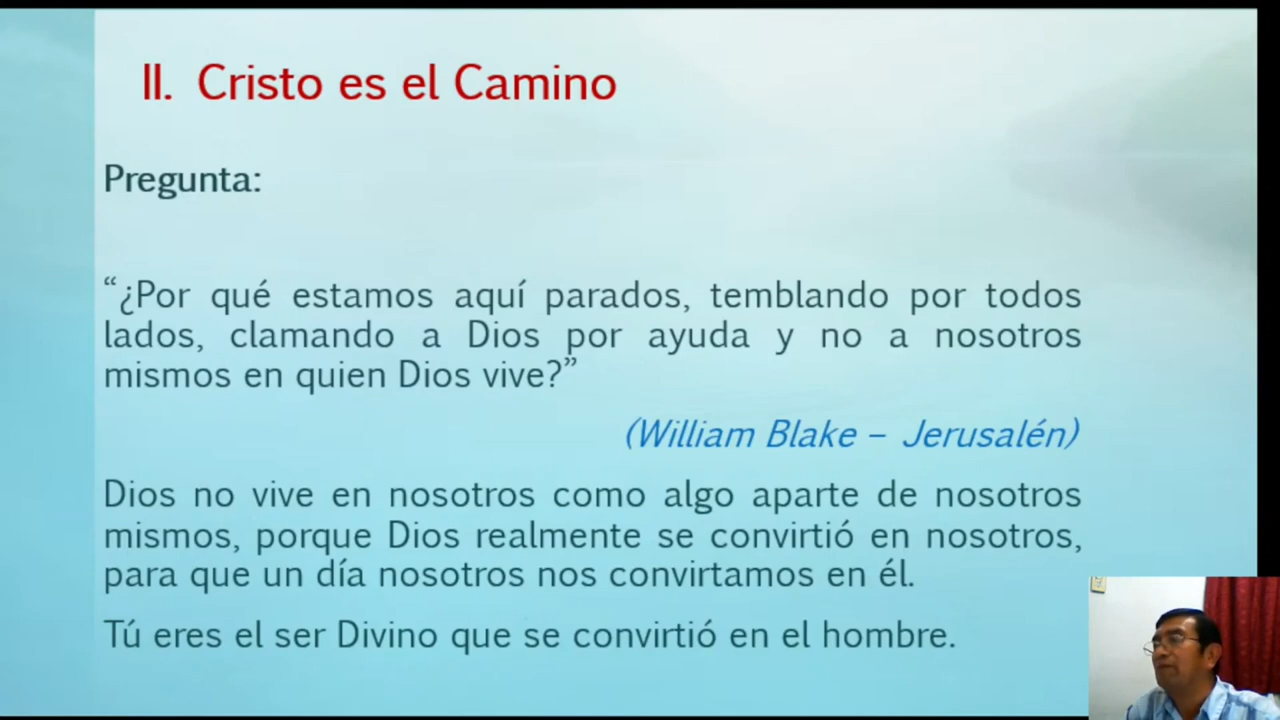 II. Cristo es el Camino
Pregunta:
“¿Por qué estamos aquí parados, temblando por todos
lados, clamando a Dios por ayuda y no a nosotros
mismos en quien Dios vive?”
(William Blake – Jerusalén)
Dios no vive en nosotros como algo aparte de nosotros
mismos, porque Dios realmente se convirtió en nosotros,
para que un día nosotros nos convirtamos en él.
Tú eres el ser Divino que se convirtió en el hombre.